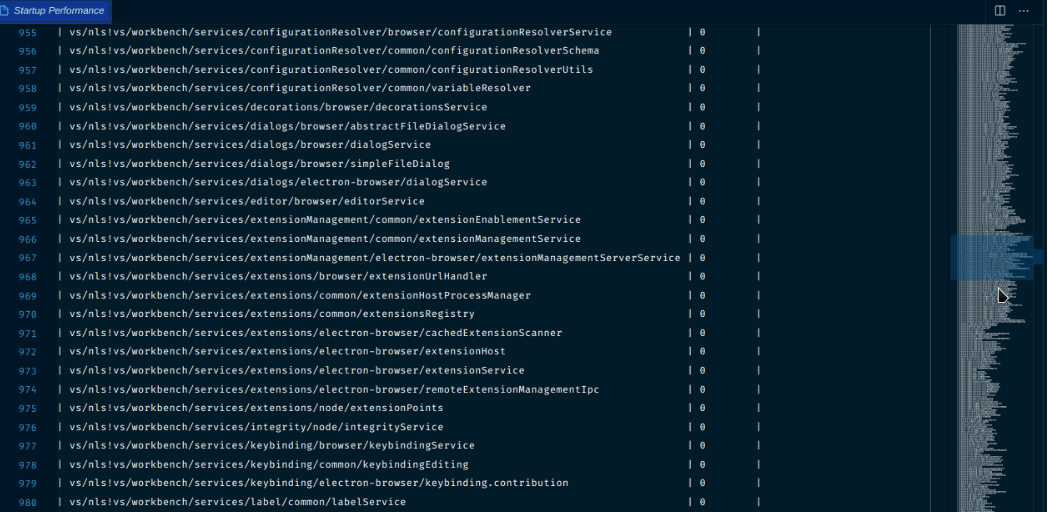 Startup Performance
955 | vs/nls!vs/workbench/services/configurationResolver/browser/configurationResolverService | 0 |
956 | vs/nls!vs/workbench/services/configurationResolver/common/configurationResolverSchema | 0 |
957 | vs/nls!vs/workbench/services/configurationResolver/common/configurationResolverUtils | 0 |
958 | vs/nls!vs/workbench/services/configurationResolver/common/variableResolver | 0 |
959 | vs/nls!vs/workbench/services/decorations/browser/decorationsService | 0 |
960 | vs/nls!vs/workbench/services/dialogs/browser/abstractFileDialogService | 0 |
961 | vs/nls!vs/workbench/services/dialogs/browser/dialogService | 0 |
962 | vs/nls!vs/workbench/services/dialogs/browser/simpleFileDialog | 0 |
963 | vs/nls!vs/workbench/services/dialogs/electron-browser/dialogService | 0 |
964 | vs/nls!vs/workbench/services/editor/browser/editorService | 0 |
965 | vs/nls!vs/workbench/services/extensionManagement/common/extensionEnablementService | 0 |
966 | vs/nls!vs/workbench/services/extensionManagement/common/extensionManagementService | 0 |
967 | vs/nls!vs/workbench/services/extensionManagement/electron-browser/extensionManagementServerService | 0 |
968 | vs/nls!vs/workbench/services/extensions/browser/extensionUrlHandler | 0 |
969 | vs/nls!vs/workbench/services/extensions/common/extensionHostProcessManager | 0 |
970 | vs/nls!vs/workbench/services/extensions/common/extensionsRegistry | 0 |
971 | vs/nls!vs/workbench/services/extensions/electron-browser/cachedExtensionScanner | 0 |
972 | vs/nls!vs/workbench/services/extensions/electron-browser/extensionHost | 0 |
973 | vs/nls!vs/workbench/services/extensions/electron-browser/extensionService | 0 |
974 | vs/nls!vs/workbench/services/extensions/electron-browser/remoteExtensionManagementIpc | 0 |
975 | vs/nls!vs/workbench/services/extensions/node/extensionPoints | 0 |
976 | vs/nls!vs/workbench/services/integrity/node/integrityService | 0 |
977 | vs/nls!vs/workbench/services/keybinding/browser/keybindingService | 0 |
978 | vs/nls!vs/workbench/services/keybinding/common/keybindingEditing | 0 |
979 | vs/nls!vs/workbench/services/keybinding/electron-browser/keybinding.contribution | 0 |
980 | vs/nls!vs/workbench/services/label/common/labelService | 0 |